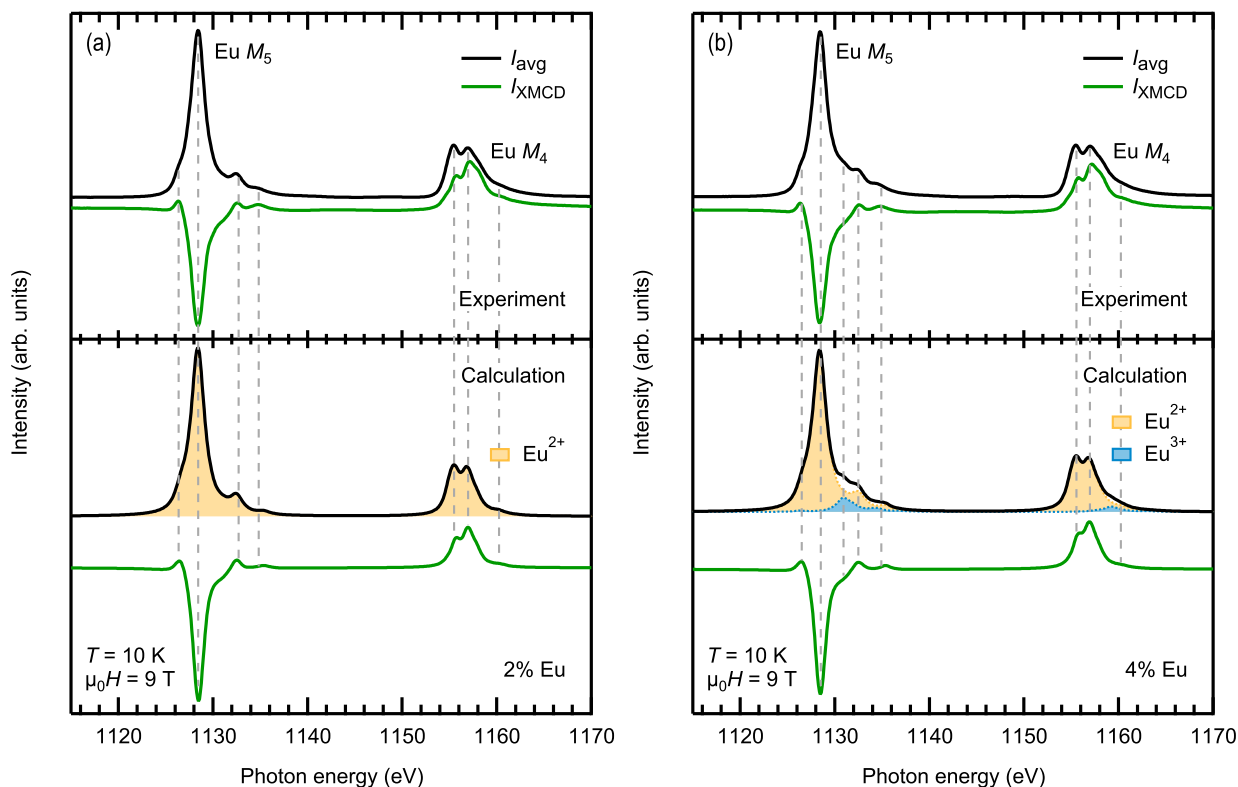 (a)
Eu M5
Iavg
IXMCD
Eu M4
Experiment
Calculation
Eu2+
T = 10 K
μ0H = 9 T
2% Eu
1120 1130 1140 1150 1160 1170
Photon energy (eV)
Intensity (arb. units)
(b)
Eu M5
Iavg
IXMCD
Eu M4
Experiment
Calculation
Eu2+
Eu3+
T = 10 K
μ0H = 9 T
4% Eu
1120 1130 1140 1150 1160 1170
Photon energy (eV)
Intensity (arb. units)